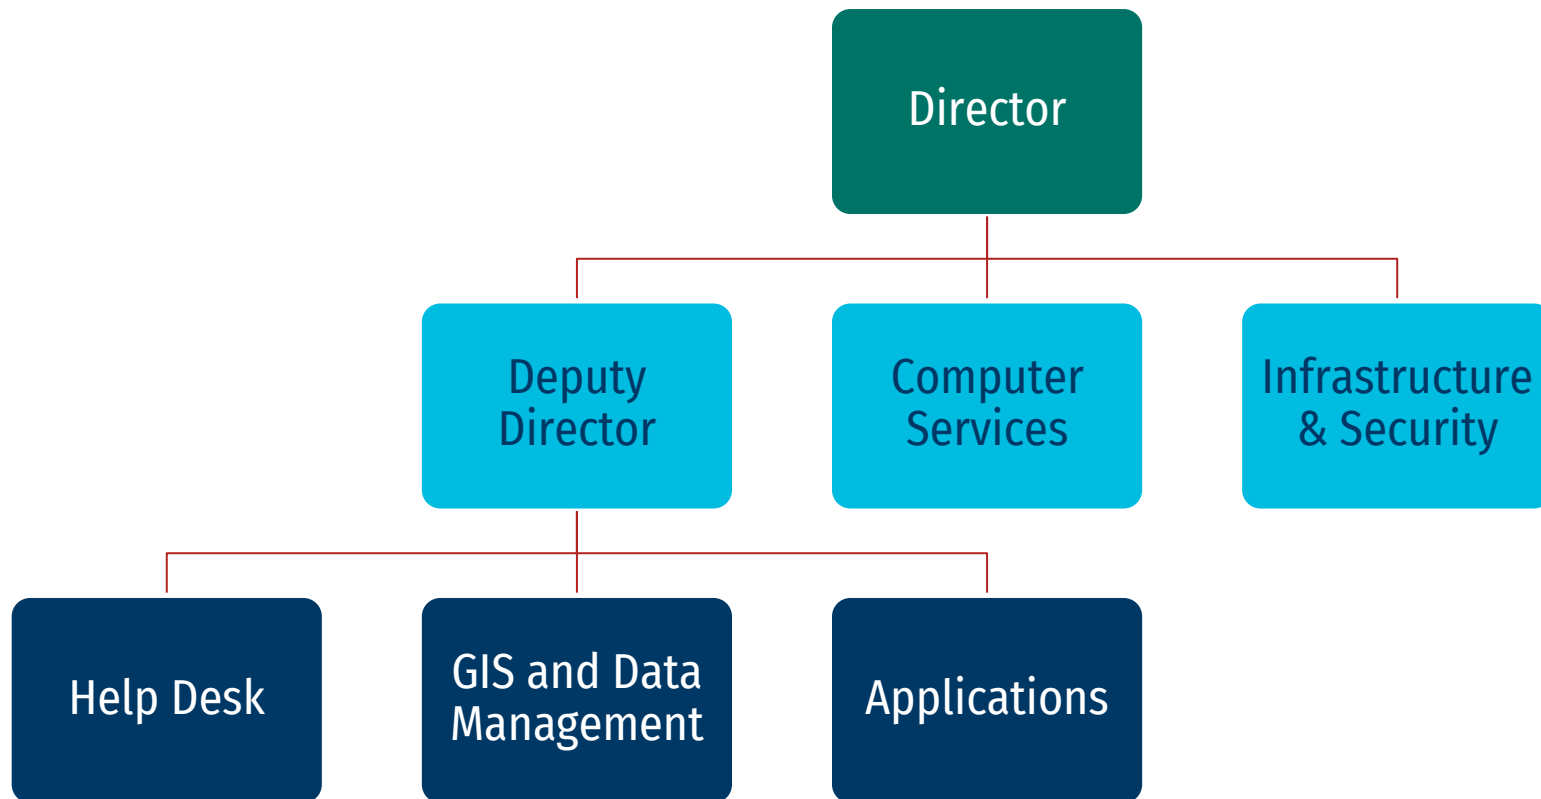 Director
Deputy
Director
Computer
Services
Infrastructure
& Security
Help Desk
GIS and Data
Management
Applications